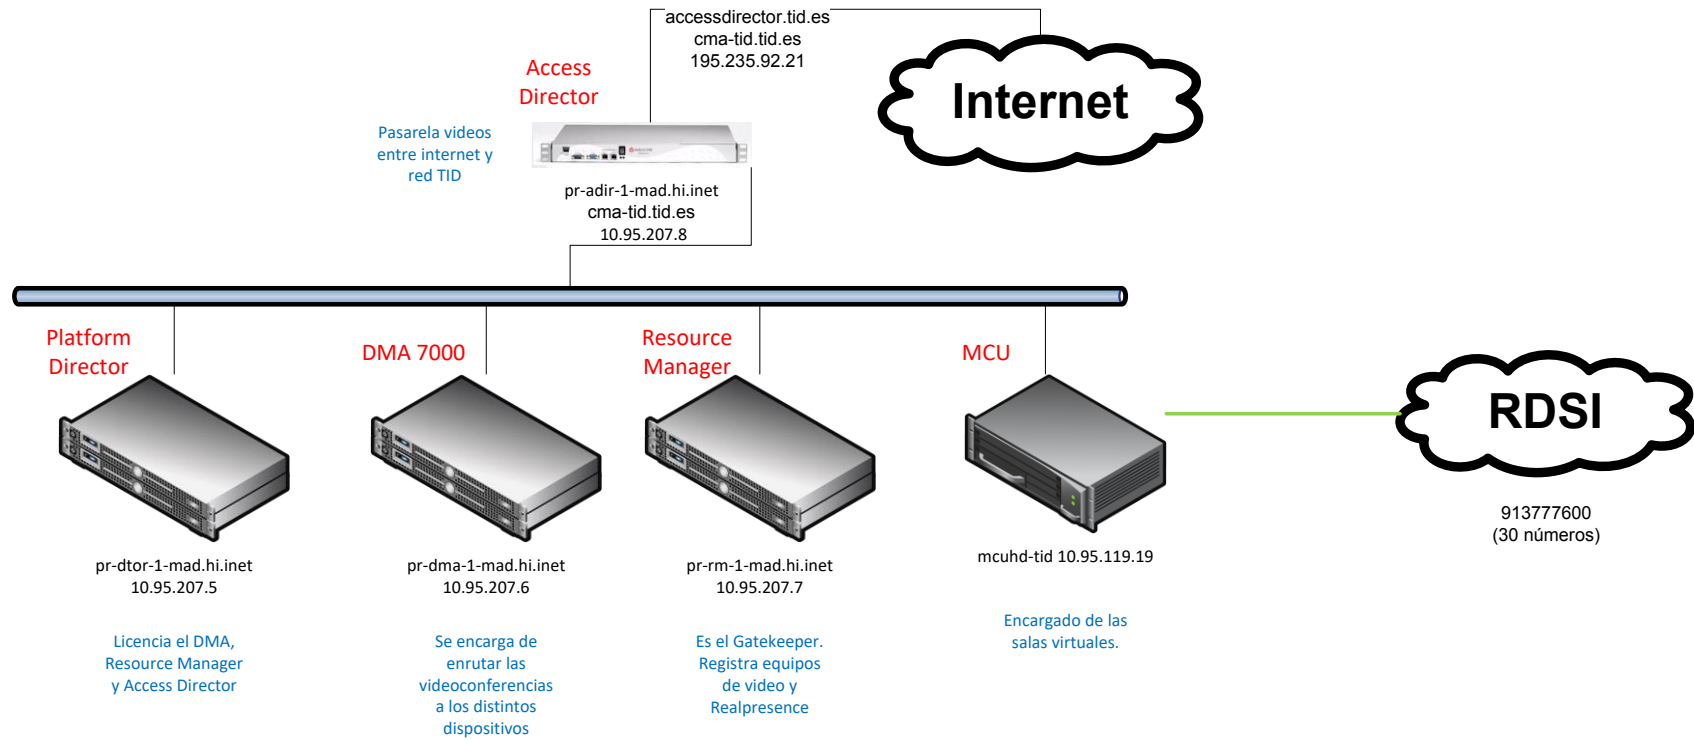 accessdirector.tid.es
cma-tid.tid.es
195.235.92.21
Internet
Access
Director
Pasarela videos
entre internet y
red TID
pr-adir-1-mad.hi.inet
cma-tid.tid.es
10.95.207.8
Platform
Director
DMA 7000
Resource
Manager
MCU
RDSI
913777600
(30 números)
pr-dtor-1-mad.hi.inet
10.95.207.5
pr-dma-1-mad.hi.inet
10.95.207.6
pr-rm-1-mad.hi.inet
10.95.207.7
mcuhd-tid 10.95.119.19
Licencia el DMA,
Resource Manager
y Access Director
Se encarga de
enrutar las
videoconferencias
a los distintos
dispositivos
Es el Gatekeeper.
Registra equipos
de video y
Realpresence
Encargado de las
salas virtuales.